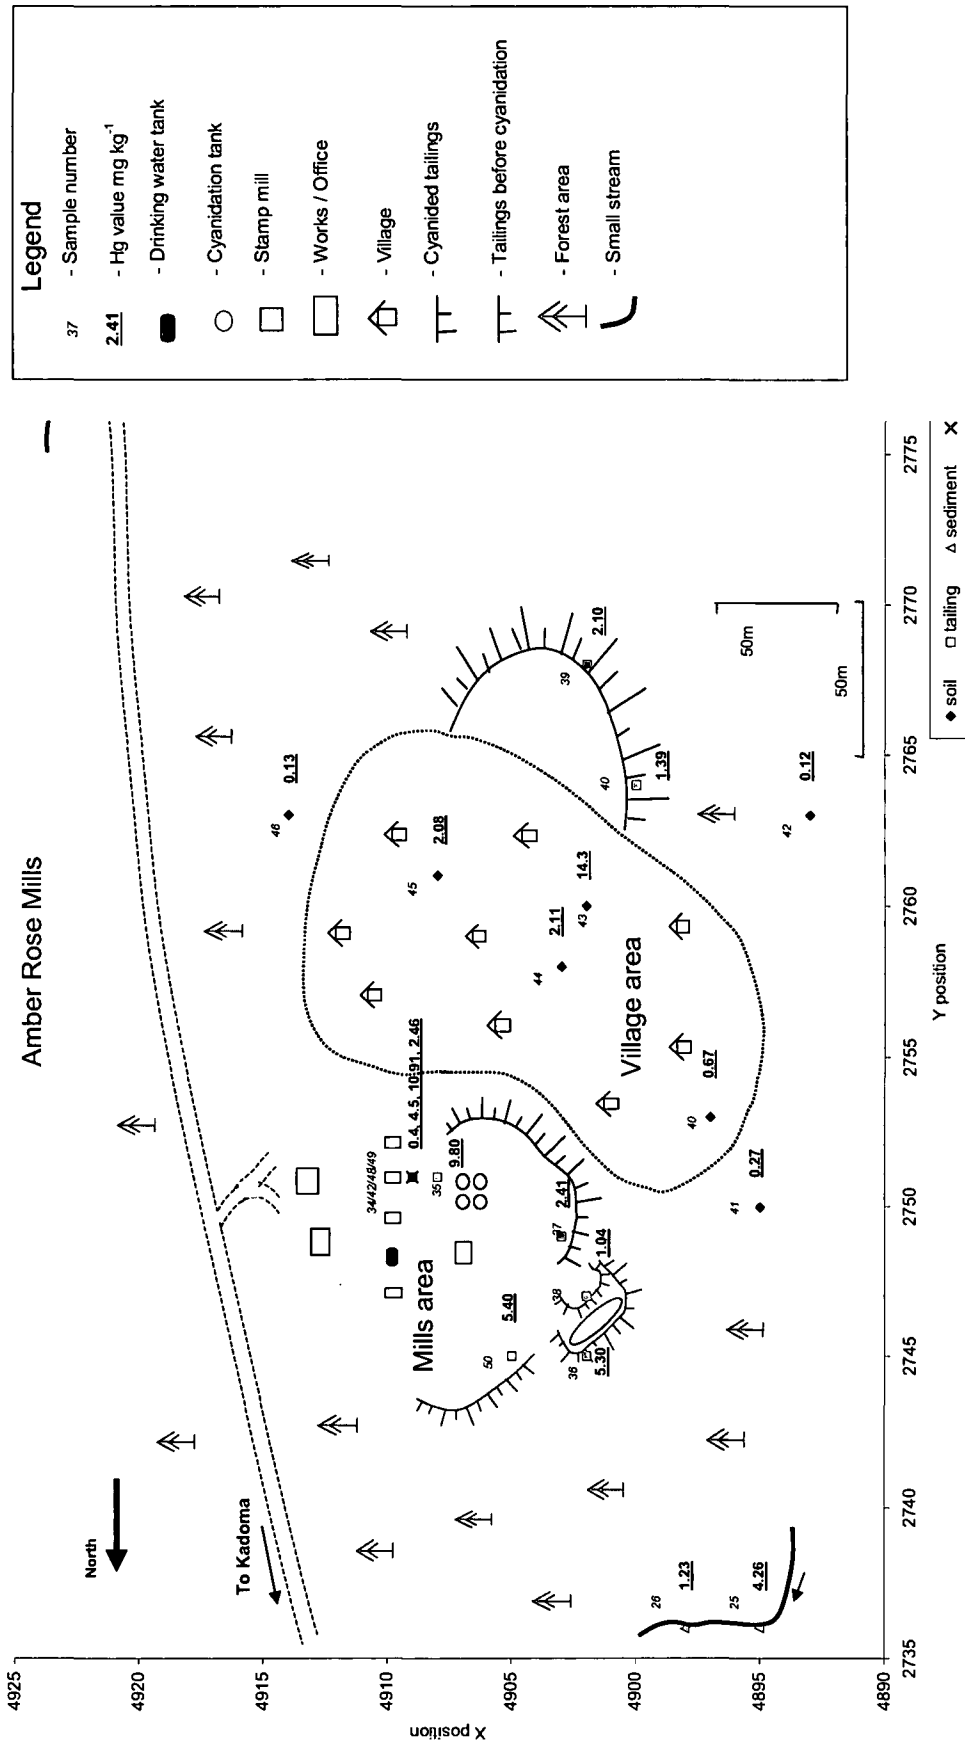 Amber Rose Mills
Legend
37 - Sample number
2.41 - Hg value mg kg-1
- Drinking water tank
- Cyanidation tank
- Stamp mill
- Works / Office
- Village
- Cyanided tailings
- Tailings before cyanidation
- Forest area
- Small stream
North
To Kadoma
Mills area
Village area
34/42/48/49
0.4, 4.5, 10.91, 2.46
35
9.80
50
5.40
36
5.30
38
1.04
37
2.41
46
0.13
45
2.08
44
2.11
43
14.3
40
0.67
41
0.27
42
0.12
39
2.10
40
1.39
26
1.23
25
4.26
50m
50m
X position
4925
4920
4915
4910
4905
4900
4895
4890
2735
2740
2745
2750
2755
2760
2765
2770
2775
Y position
soil
tailing
sediment
X